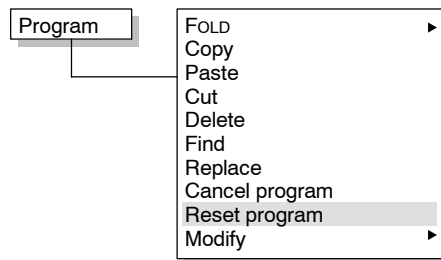 Program
FOLD
Copy
Paste
Cut
Delete
Find
Replace
Cancel program
Reset program
Modify